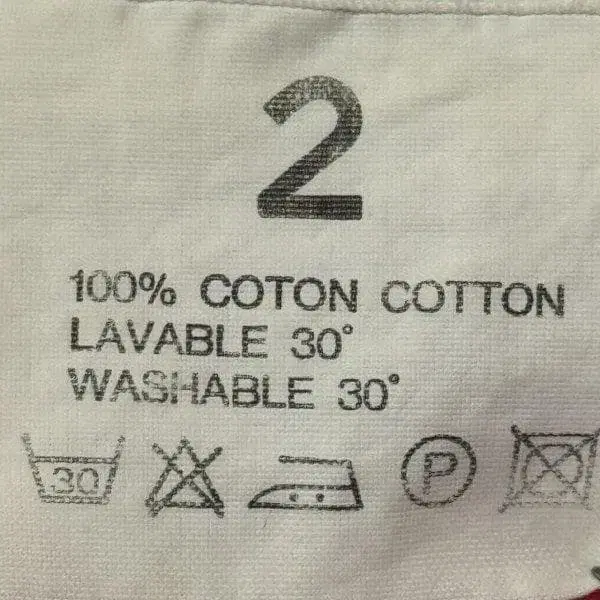 2
100% COTON COTTON
LAVABLE 30°
WASHABLE 30°
30 P